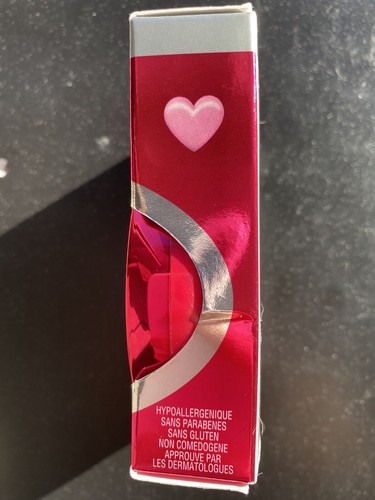 HYPOALLERGENIQUE
SANS PARABENES
SANS GLUTEN
NON COMEDOGENE
APPROUVE PAR
LES DERMATOLOGUES